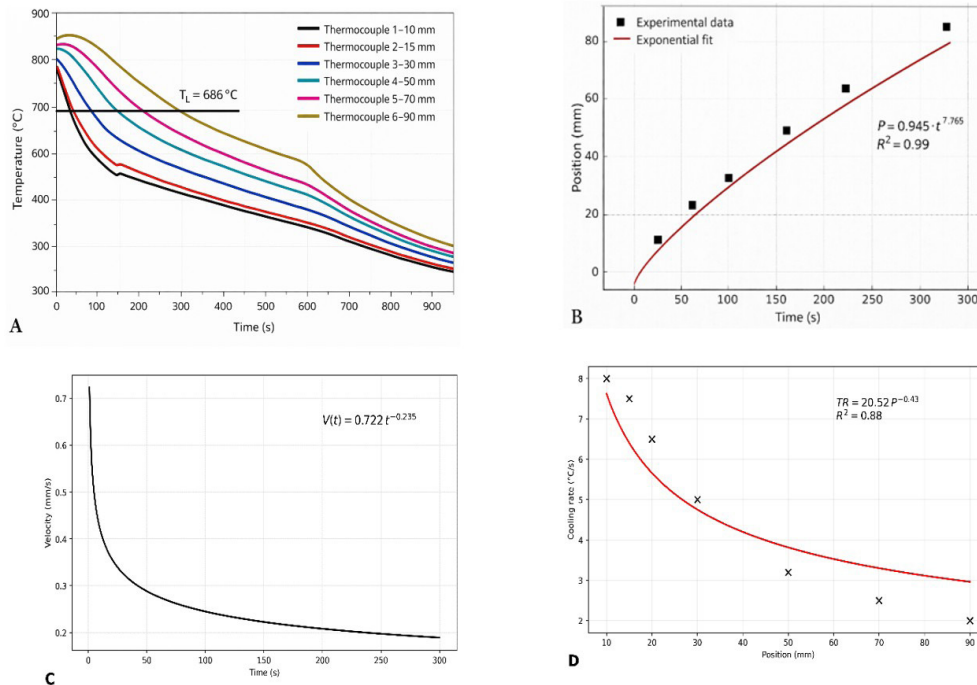 900
800
900
700
600
400
300
300
0
100
200
300
400
500
600
700
800
900
Temperature (°C)
Time (s)
T_L = 686 °C
Thermocouple 1–10 mm
Thermocouple 2–15 mm
Thermocouple 3–30 mm
Thermocouple 4–50 mm
Thermocouple 5–70 mm
Thermocouple 6–90 mm
A
Experimental data
Exponential fit
80
60
40
20
0
0
50
100
150
200
250
300
300
Position (mm)
Time (s)
P = 0.945 · t^7.765
R² = 0.99
B
0.7
0.6
0.5
0.4
0.3
0.2
0
50
100
150
200
250
300
Velocity (mm/s)
Time (s)
V(t) = 0.722 t^−0.235
C
8
7
6
5
4
3
2
10
20
30
40
50
60
70
80
90
Cooling rate (°C/s)
Position (mm)
TR = 20.52 P^−0.43
R² = 0.88
D